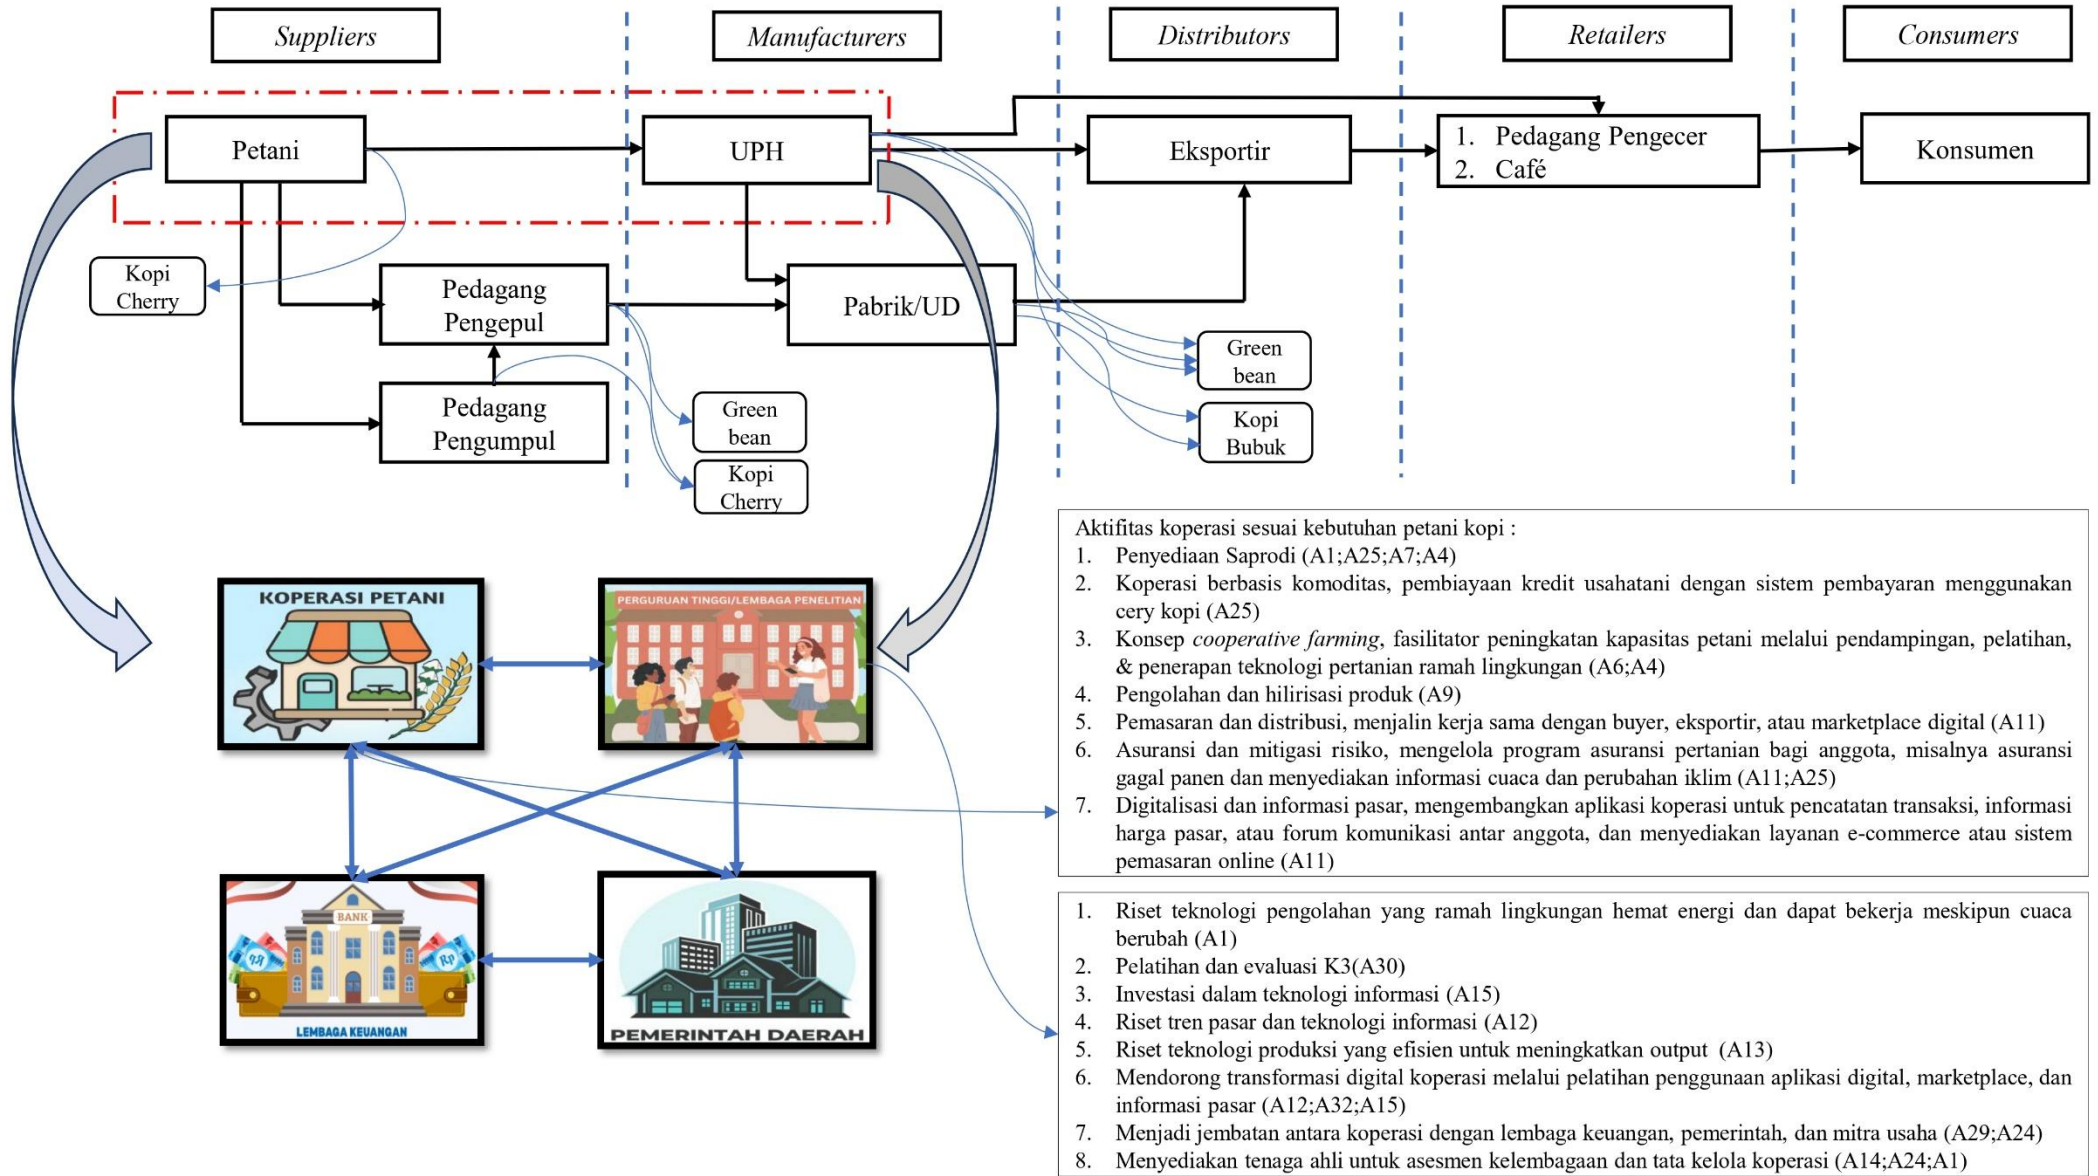 Suppliers
Manufacturers
Distributors
Retailers
Consumers
Petani
UPH
Eksportir
1. Pedagang Pengecer
2. Café
Konsumen
Kopi
Cherry
Pedagang
Pengepul
Pabrik/UD
Pedagang
Pengumpul
Green
bean
Kopi
Cherry
Green
bean
Kopi
Bubuk
KOPERASI PETANI
PERGURUAN TINGGI/LEMBAGA PENELITIAN
BANK
Rp
Rp
LEMBAGA KEUANGAN
PEMERINTAH DAERAH
Aktifitas koperasi sesuai kebutuhan petani kopi :
1. Penyediaan Saprodi (A1;A25;A7;A4)
2. Koperasi berbasis komoditas, pembiayaan kredit usahatani dengan sistem pembayaran menggunakan
cery kopi (A25)
3. Konsep cooperative farming, fasilitator peningkatan kapasitas petani melalui pendampingan, pelatihan,
& penerapan teknologi pertanian ramah lingkungan (A6;A4)
4. Pengolahan dan hilirisasi produk (A9)
5. Pemasaran dan distribusi, menjalin kerja sama dengan buyer, eksportir, atau marketplace digital (A11)
6. Asuransi dan mitigasi risiko, mengelola program asuransi pertanian bagi anggota, misalnya asuransi
gagal panen dan menyediakan informasi cuaca dan perubahan iklim (A11;A25)
7. Digitalisasi dan informasi pasar, mengembangkan aplikasi koperasi untuk pencatatan transaksi, informasi
harga pasar, atau forum komunikasi antar anggota, dan menyediakan layanan e-commerce atau sistem
pemasaran online (A11)
1. Riset teknologi pengolahan yang ramah lingkungan hemat energi dan dapat bekerja meskipun cuaca
berubah (A1)
2. Pelatihan dan evaluasi K3(A30)
3. Investasi dalam teknologi informasi (A15)
4. Riset tren pasar dan teknologi informasi (A12)
5. Riset teknologi produksi yang efisien untuk meningkatkan output (A13)
6. Mendorong transformasi digital koperasi melalui pelatihan penggunaan aplikasi digital, marketplace, dan
informasi pasar (A12;A32;A15)
7. Menjadi jembatan antara koperasi dengan lembaga keuangan, pemerintah, dan mitra usaha (A29;A24)
8. Menyediakan tenaga ahli untuk asesmen kelembagaan dan tata kelola koperasi (A14;A24;A1)